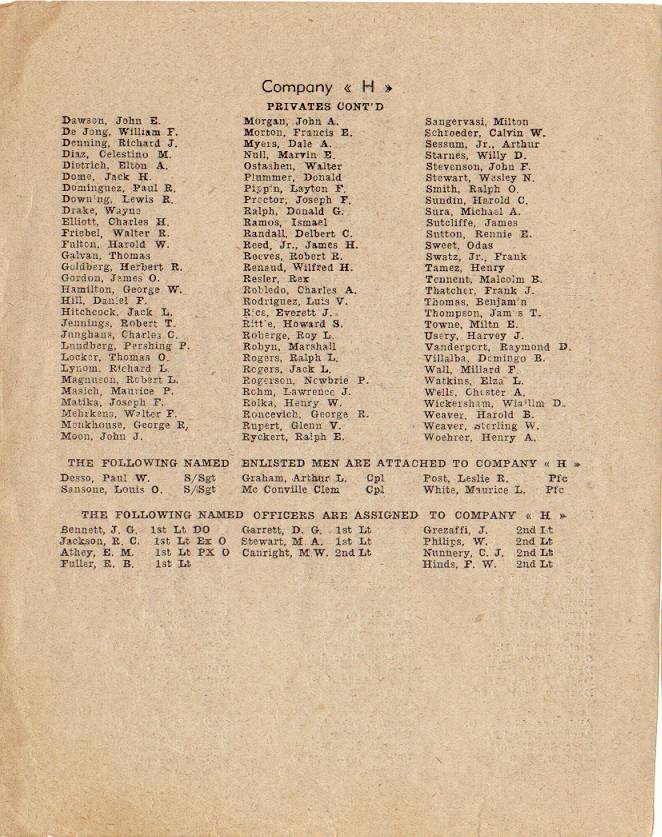 Company « H »
PRIVATES CONT'D
Dawson, John E.
De Jong, William F.
Denning, Richard J.
Diaz, Celestino M.
Dietrich, Elton A.
Dome, Jack H.
Dominguez, Paul R.
Downing, Lewis R.
Drake, Wayne
Elliott, Charles H.
Friebel, Walter R.
Fulton, Harold W.
Galvan, Thomas
Goldberg, Herbert R.
Gordon, James O.
Hamilton, George W.
Hill, Daniel F.
Hitchcock, Jack L.
Jennings, Robert T.
Junghans, Charles C.
Lundberg, Pershing P.
Locker, Thomas O.
Lynom, Richard L.
Magnuson, Robert L.
Masich, Maurice P.
Matika, Joseph F.
Mehrkens, Walter F.
Monkhouse, George R,
Moon, John J.
Morgan, John A.
Morton, Francis E.
Myers, Dale A.
Null, Marvin E.
Ostashen, Walter
Plummer, Donald
Pippin, Layton F.
Proctor, Joseph F.
Ralph, Donald G.
Ramos, Ismael
Randall, Delbert C.
Reed, Jr., James H.
Reeves, Robert R.
Renaud, Wilfred H.
Resler, Rex
Robledo, Charles A.
Rodriguez, Luis V.
Rice, Everett J.
Rittle, Howard S.
Roberge, Roy L.
Robyn, Marshall
Rogers, Ralph L.
Rogers, Jack L.
Rogerson, Newbrie P.
Rohm, Lawrence J.
Rolka, Henry W.
Roncevich, George R.
Rupert, Glenn V.
Ryckert, Ralph E.
Sangervasi, Milton
Schroeder, Calvin W.
Sessum, Jr., Arthur
Starnes, Willy D.
Stevenson, John F.
Stewart, Wesley N.
Smith, Ralph O.
Sundin, Harold C.
Sura, Michael A.
Sutcliffe, James
Sutton, Rennie E.
Sweet, Odas
Swatz, Jr., Frank
Tamez, Henry
Tennent, Malcolm B.
Thatcher, Frank J.
Thomas, Benjamin
Thompson, James T.
Towne, Miltn E.
Usery, Harvey J.
Vanderport, Raymond D.
Villalba, Domingo B.
Wall, Millard F.
Watkins, Elza L.
Wells, Chester A.
Wickersham, D.
Weaver, Harold B.
Weaver, Sterling W.
Woehrer, Henry A.
THE FOLLOWING NAMED ENLISTED MEN ARE ATTACHED TO COMPANY « H »
Desso, Paul W. S/Sgt Graham, Arthur L. Cpl Post, Leslie R. Pfc
Sansone, Louis O. S/Sgt Mc Conville Clem Cpl White, Maurice L. Pfc
THE FOLLOWING NAMED OFFICERS ARE ASSIGNED TO COMPANY « H »
Bennett, J. G. 1st Lt DO Garrett, D. G. 1st Lt Grezaffi, J. 2nd Lt
Jackson, R. C. 1st Lt Ex O Stewart, M. A. 1st Lt Philips, W. 2nd Lt
Athey, E. M. 1st Lt PX O Canright, M.W. 2nd Lt Nunnery, C. J. 2nd Lt
Fuller, R. B. 1st Lt Hinds, F. W. 2nd Lt